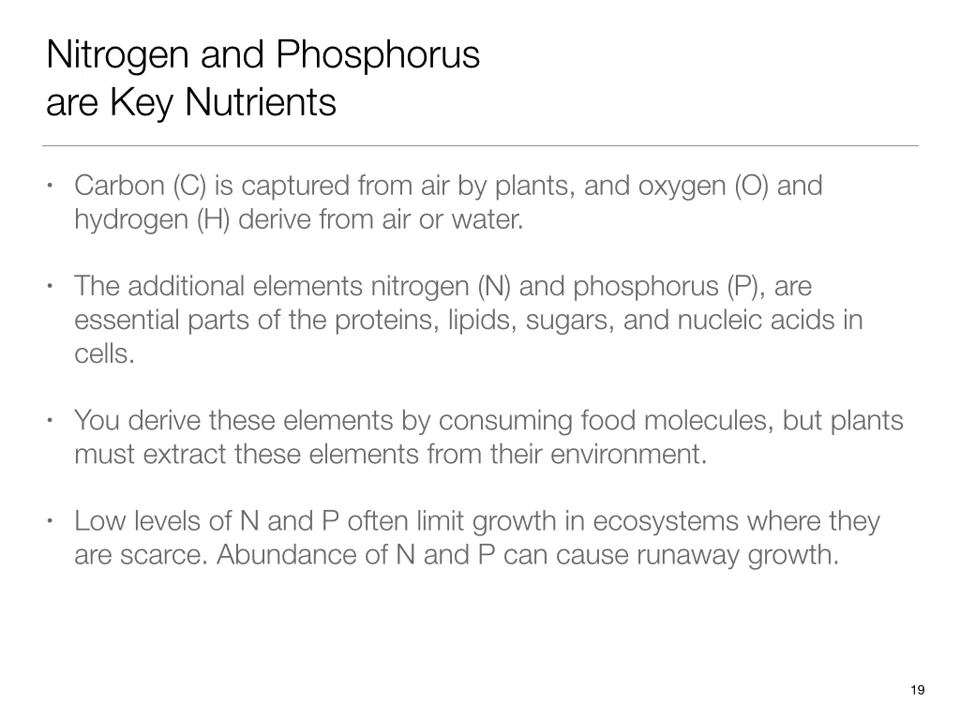 Nitrogen and Phosphorus
are Key Nutrients
• Carbon (C) is captured from air by plants, and oxygen (O) and
hydrogen (H) derive from air or water.
• The additional elements nitrogen (N) and phosphorus (P), are
essential parts of the proteins, lipids, sugars, and nucleic acids in
cells.
• You derive these elements by consuming food molecules, but plants
must extract these elements from their environment.
• Low levels of N and P often limit growth in ecosystems where they
are scarce. Abundance of N and P can cause runaway growth.
19